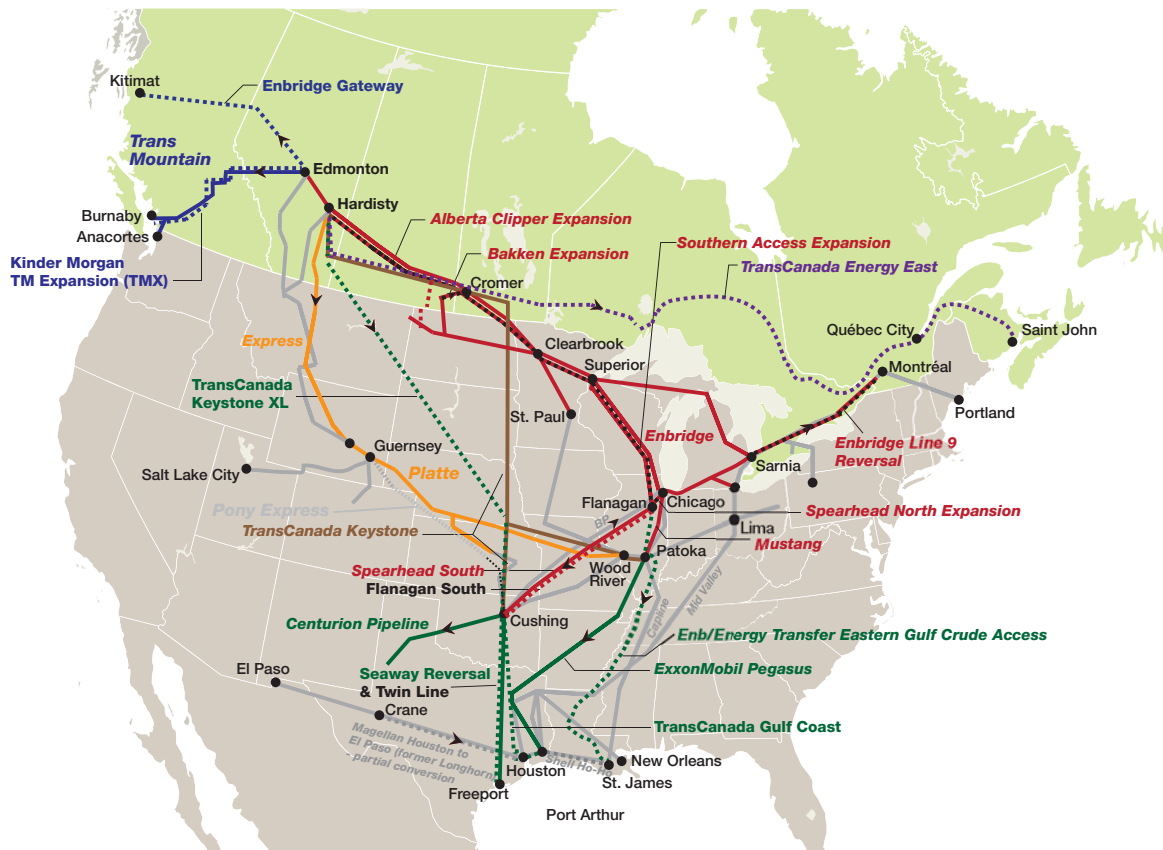 Kitimat
Enbridge Gateway
Trans
Mountain
Edmonton
Hardisty
Burnaby
Anacortes
Alberta Clipper Expansion
Southern Access Expansion
Bakken Expansion
Kinder Morgan
TM Expansion (TMX)
TransCanada Energy East
Cromer
Québec City
Saint John
Express
Clearbrook
Superior
Montréal
TransCanada
Keystone XL
St. Paul
Portland
Enbridge
Enbridge Line 9
Reversal
Guernsey
Sarnia
Salt Lake City
Platte
Flanagan
Chicago
Pony Express
Spearhead North Expansion
BP
TransCanada Keystone
Lima
Mustang
Patoka
Wood
River
Spearhead South
Flanagan South
Mid Valley
Capline
Centurion Pipeline
Cushing
Enb/Energy Transfer Eastern Gulf Crude Access
El Paso
Seaway Reversal
& Twin Line
ExxonMobil Pegasus
Crane
TransCanada Gulf Coast
Magellan Houston to
El Paso (former Longhorn)
- partial conversion
Shell Ho-Ho
Houston
New Orleans
St. James
Freeport
Port Arthur